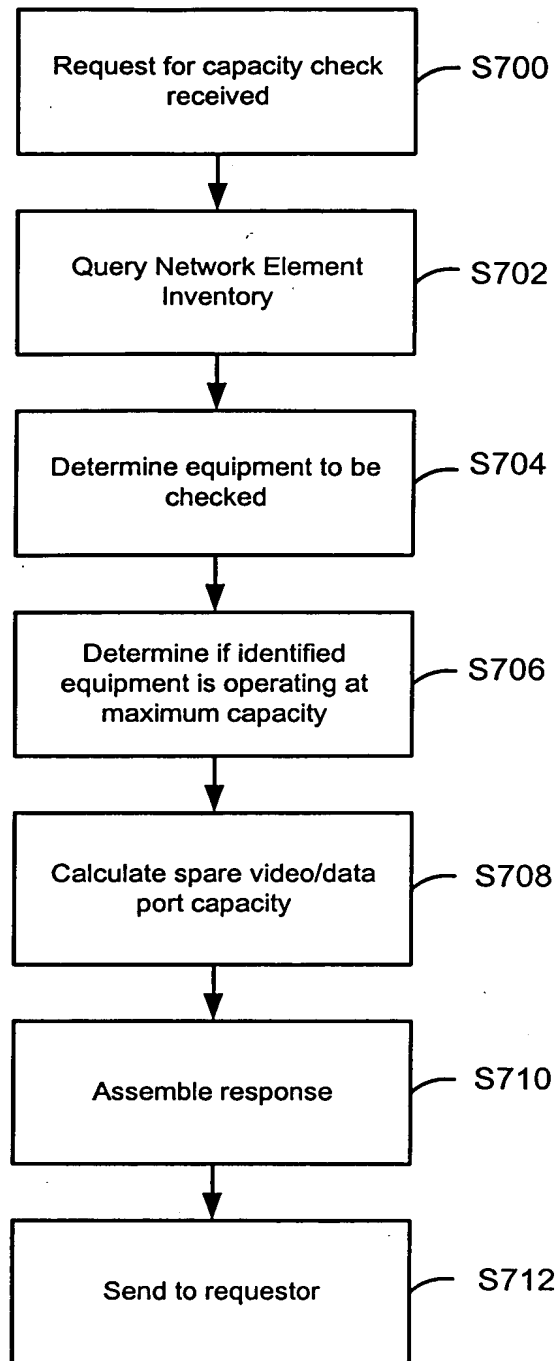 Request for capacity check
received
S700
Query Network Element
Inventory
S702
Determine equipment to be
checked
S704
Determine if identified
equipment is operating at
maximum capacity
S706
Calculate spare video/data
port capacity
S708
Assemble response
S710
Send to requestor
S712